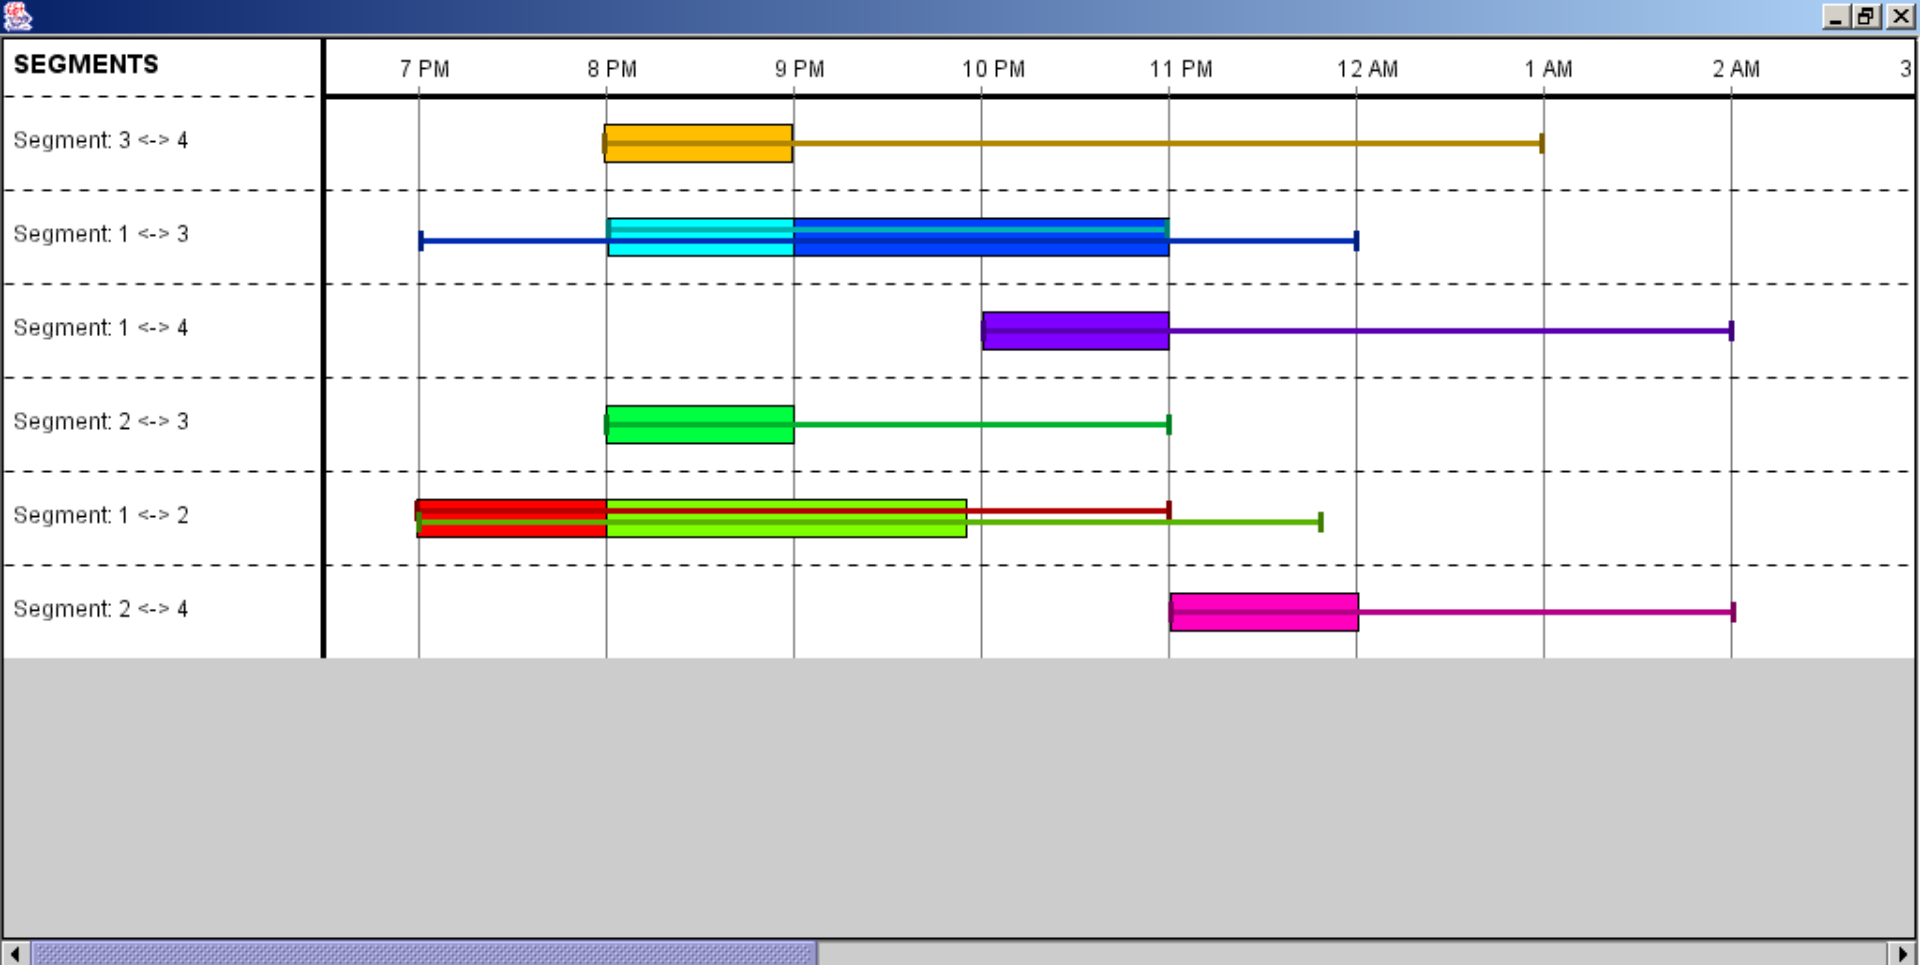 SEGMENTS
7 PM 8 PM 9 PM 10 PM 11 PM 12 AM 1 AM 2 AM 3
Segment: 3 <-> 4
Segment: 1 <-> 3
Segment: 1 <-> 4
Segment: 2 <-> 3
Segment: 1 <-> 2
Segment: 2 <-> 4